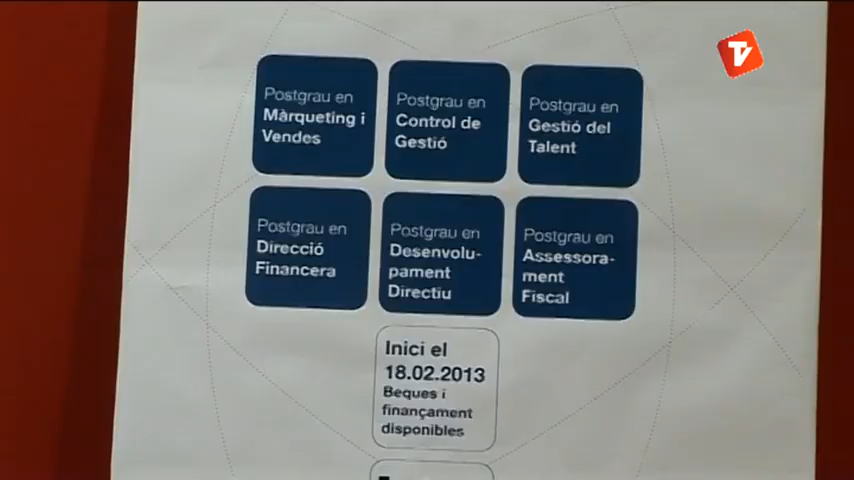 TV
Postgrau en
Màrqueting i
Vendes
Postgrau en
Control de
Gestió
Postgrau en
Gestió del
Talent
Postgrau en
Direcció
Financera
Postgrau en
Desenvolu-
pament
Directiu
Postgrau en
Assessora-
ment
Fiscal
Inici el
18.02.2013
Beques i
finançament
disponibles